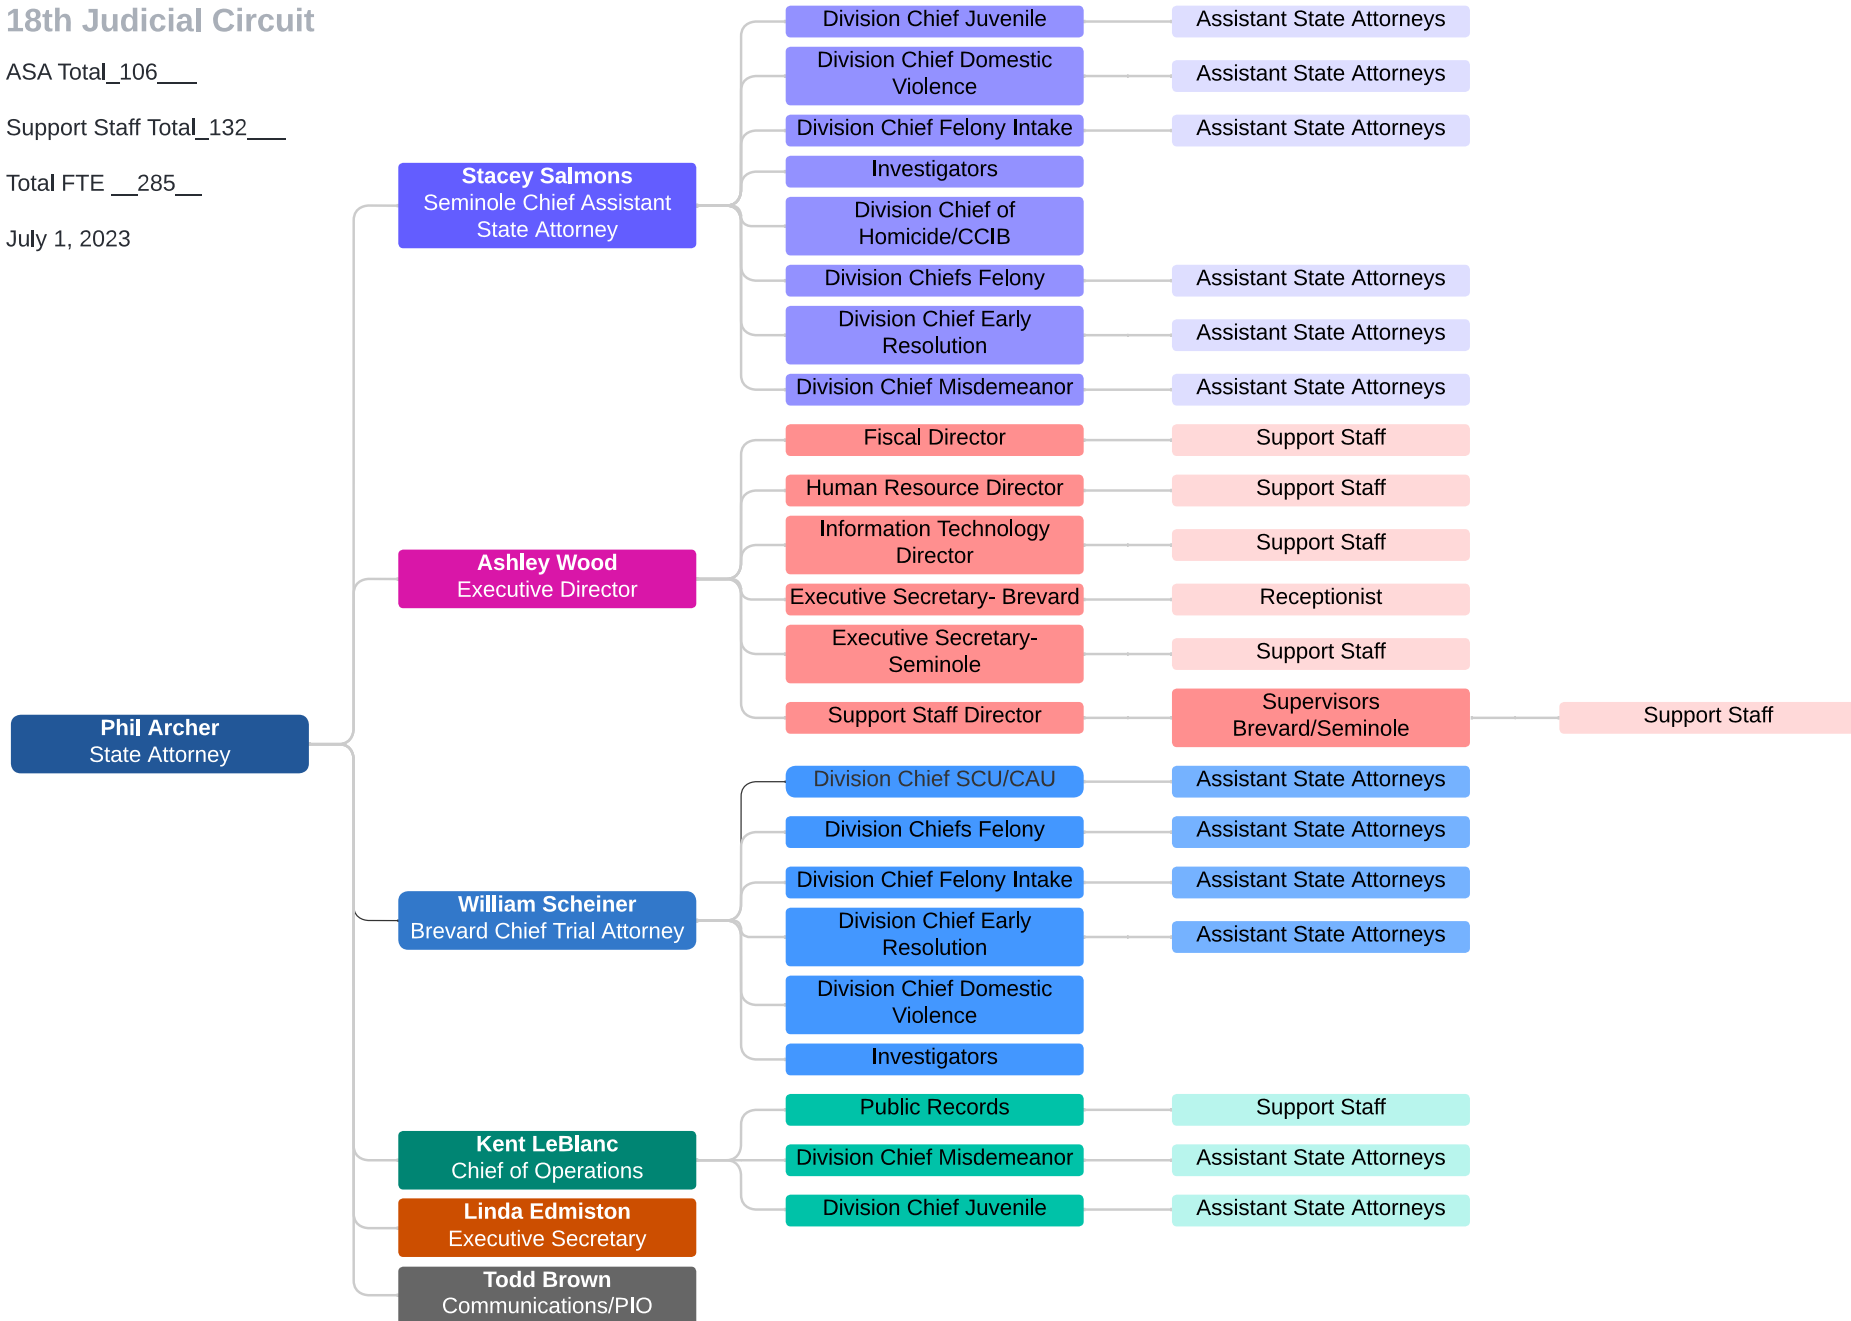 18th Judicial Circuit
ASA Total_106___
Support Staff Total_132___
Total FTE __285__
July 1, 2023
Phil Archer
State Attorney
Stacey Salmons
Seminole Chief Assistant
State Attorney
Division Chief Juvenile
Assistant State Attorneys
Division Chief Domestic
Violence
Assistant State Attorneys
Division Chief Felony Intake
Assistant State Attorneys
Investigators
Division Chief of
Homicide/CCIB
Division Chiefs Felony
Assistant State Attorneys
Division Chief Early
Resolution
Assistant State Attorneys
Division Chief Misdemeanor
Assistant State Attorneys
Ashley Wood
Executive Director
Fiscal Director
Support Staff
Human Resource Director
Support Staff
Information Technology
Director
Support Staff
Executive Secretary- Brevard
Receptionist
Executive Secretary-
Seminole
Support Staff
Support Staff Director
Supervisors
Brevard/Seminole
Support Staff
William Scheiner
Brevard Chief Trial Attorney
Division Chief SCU/CAU
Assistant State Attorneys
Division Chiefs Felony
Assistant State Attorneys
Division Chief Felony Intake
Assistant State Attorneys
Division Chief Early
Resolution
Assistant State Attorneys
Division Chief Domestic
Violence
Investigators
Kent LeBlanc
Chief of Operations
Public Records
Support Staff
Division Chief Misdemeanor
Assistant State Attorneys
Division Chief Juvenile
Assistant State Attorneys
Linda Edmiston
Executive Secretary
Todd Brown
Communications/PIO